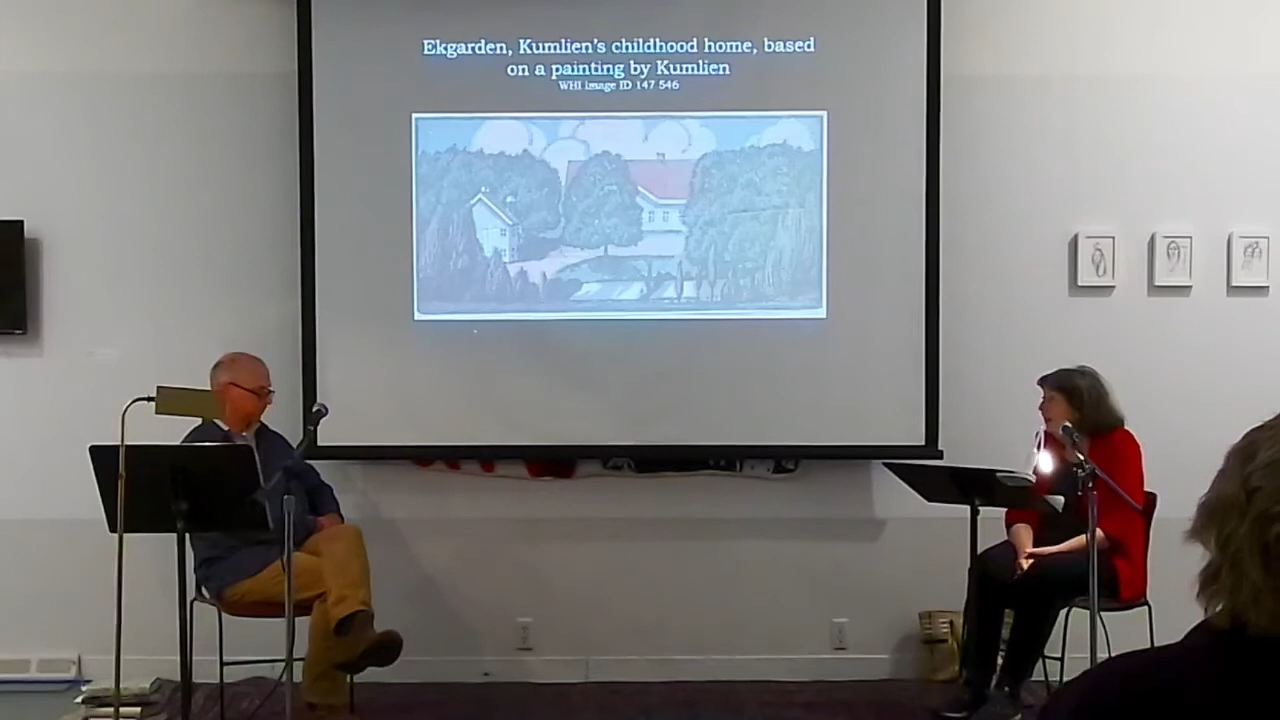 Ekgarden, Kumlien's childhood home, based
on a painting by Kumlien
WHI Image ID 147 546